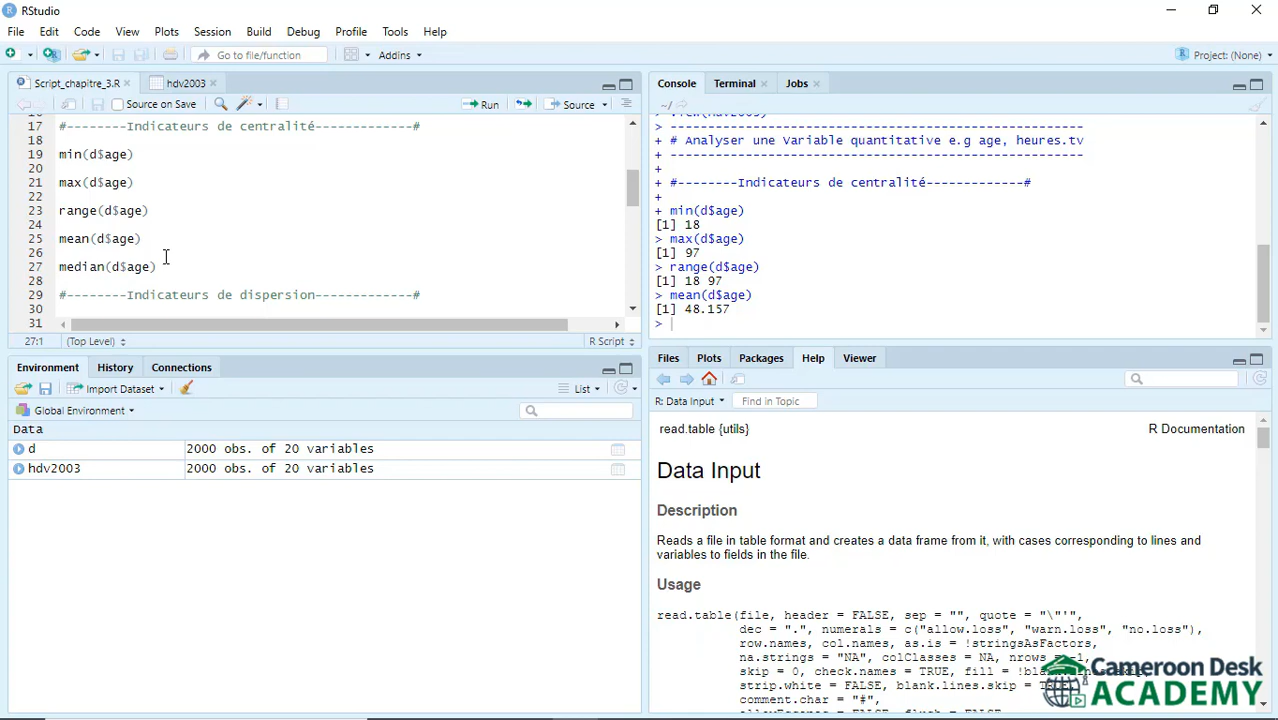 RStudio
File Edit Code View Plots Session Build Debug Profile Tools Help
Go to file/function Addins Project: (None)
Script_chapitre_3.R hdv2003
Source on Save Run Source
17 #--------Indicateurs de centralité-------------#
18
19 min(d$age)
20
21 max(d$age)
22
23 range(d$age)
24
25 mean(d$age)
26
27 median(d$age)
28
29 #--------Indicateurs de dispersion-------------#
30
31
27:1 (Top Level) R Script
Console Terminal Jobs
~/
> -------------------------------------------------------
+ # Analyser une Variable quantitative e.g age, heures.tv
+ -------------------------------------------------------
+
+ #--------Indicateurs de centralité-------------#
+
+ min(d$age)
[1] 18
> max(d$age)
[1] 97
> range(d$age)
[1] 18 97
> mean(d$age)
[1] 48.157
>
Environment History Connections
Import Dataset List
Global Environment
Data
d 2000 obs. of 20 variables
hdv2003 2000 obs. of 20 variables
Files Plots Packages Help Viewer
R: Data Input Find in Topic
read.table {utils} R Documentation
Data Input
Description
Reads a file in table format and creates a data frame from it, with cases corresponding to lines and
variables to fields in the file.
Usage
read.table(file, header = FALSE, sep = "", quote = "\"'",
dec = ".", numerals = c("allow.loss", "warn.loss", "no.loss"),
row.names, col.names, as.is = !stringsAsFactors,
na.strings = "NA", colClasses = NA, nrows = -1,
skip = 0, check.names = TRUE, fill =
strip.white = FALSE, blank.lines.skip =
comment.char = "#",
Cameroon Desk
ACADEMY